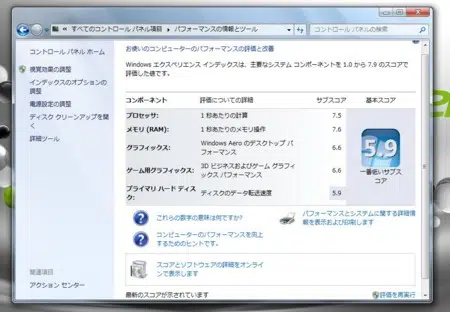 すべてのコントロール パネル項目 ▸ パフォーマンスの情報とツール
コントロール パネルの検索
コントロール パネル ホーム
視覚効果の調整
インデックスのオプションの
調整
電源設定の調整
ディスク クリーンアップを開
く
詳細ツール
関連項目
アクション センター
お使いのコンピューターのパフォーマンスの評価と改善
Windows エクスペリエンス インデックスは、主要なシステム コンポーネントを 1.0 から 7.9 のスコアで
評価した値です。
コンポーネント 評価についての詳細 サブスコア 基本スコア
プロセッサ: 1 秒あたりの計算 7.5
メモリ (RAM): 1 秒あたりのメモリ操作 7.6
グラフィックス: Windows Aero のデスクトップ パ
フォーマンス 6.6
ゲーム用グラフィックス: 3D ビジネスおよびゲーム グラフィ
ックス パフォーマンス 6.6
プライマリ ハード ディス
ク: ディスクのデータ転送速度 5.9
5.9
一番低いサブス
コア
これらの数字の意味は何ですか?
コンピューターのパフォーマンスを向上
するためのヒントです。
パフォーマンスとシステムに関する詳細情
報を表示および印刷します
スコアとソフトウェアの詳細をオンライ
ンで表示します
最新のスコアが示されています
評価を再実行